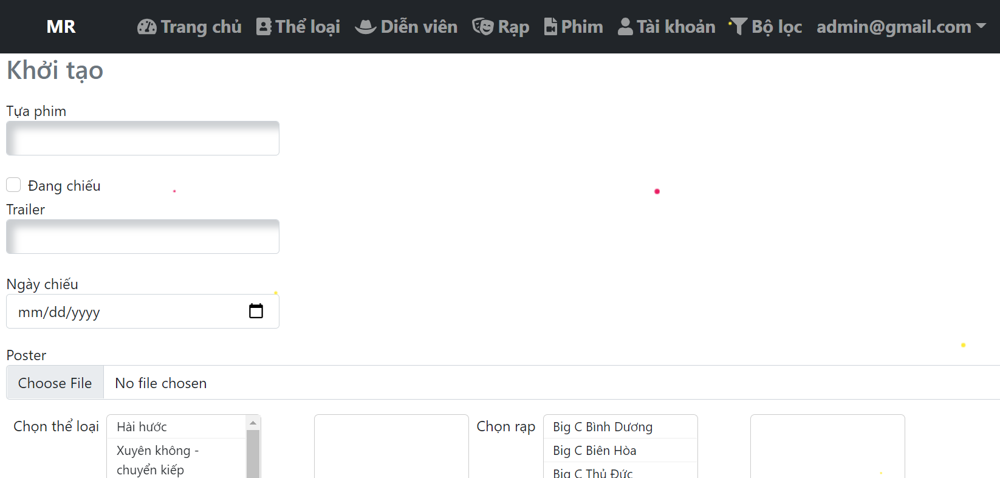 MR Trang chủ Thể loại Diễn viên Rạp Phim Tài khoản Bộ lọc admin@gmail.com
Khởi tạo
Tựa phim
Đang chiếu
Trailer
Ngày chiếu
mm/dd/yyyy
Poster
Choose File No file chosen
Chọn thể loại
Hài hước
Xuyên không -
chuyển kiếp
Chọn rạp
Big C Bình Dương
Big C Biên Hòa
Big C Thủ Đức